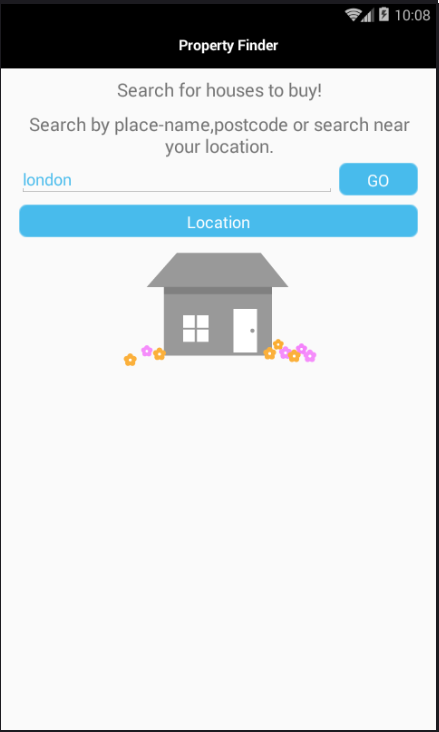 10:08
Property Finder
Search for houses to buy!
Search by place-name,postcode or search near
your location.
london
GO
Location